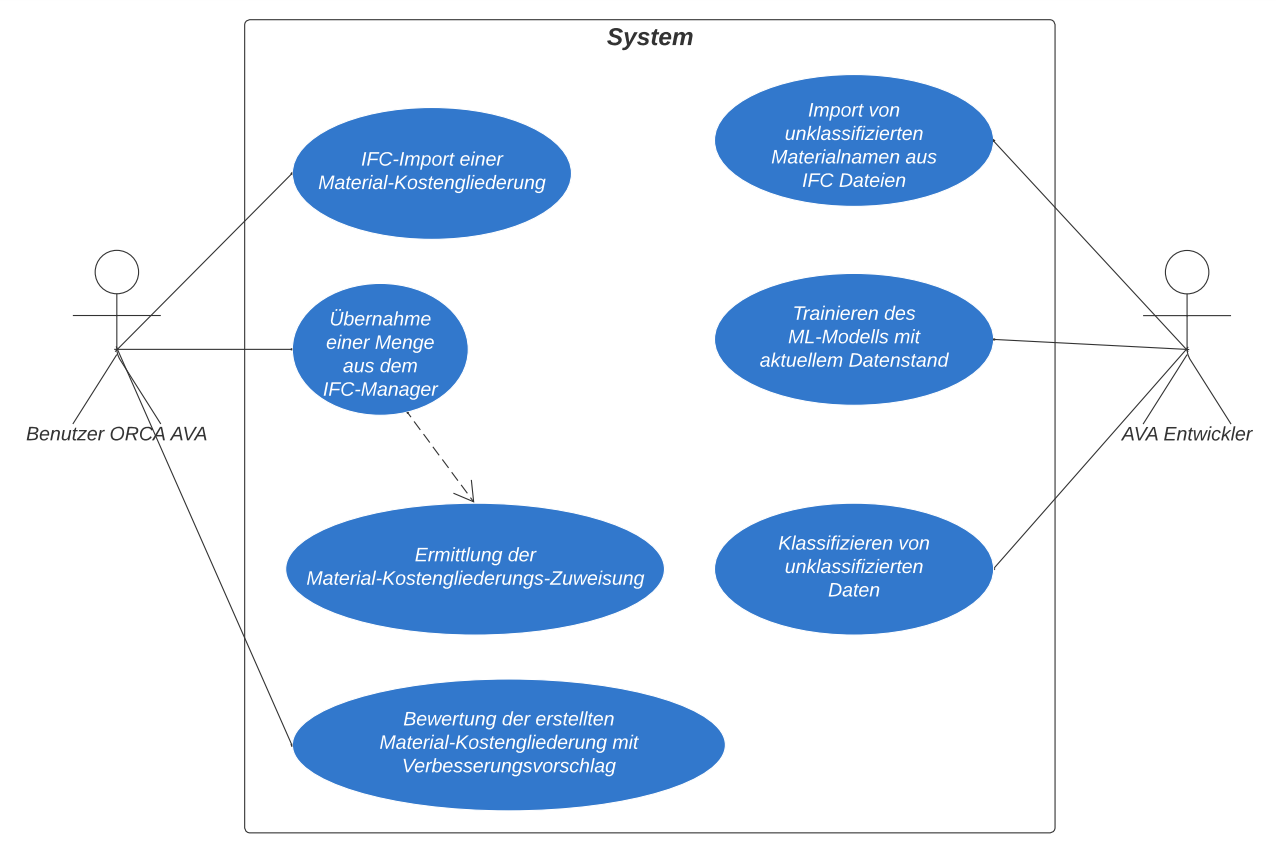 System
IFC-Import einer
Material-Kostengliederung
Übernahme
einer Menge
aus dem
IFC-Manager
Benutzer ORCA AVA
Ermittlung der
Material-Kostengliederungs-Zuweisung
Bewertung der erstellten
Material-Kostengliederung mit
Verbesserungsvorschlag
Import von
unklassifizierten
Materialnamen aus
IFC Dateien
Trainieren des
ML-Modells mit
aktuellem Datenstand
AVA Entwickler
Klassifizieren von
unklassifizierten
Daten